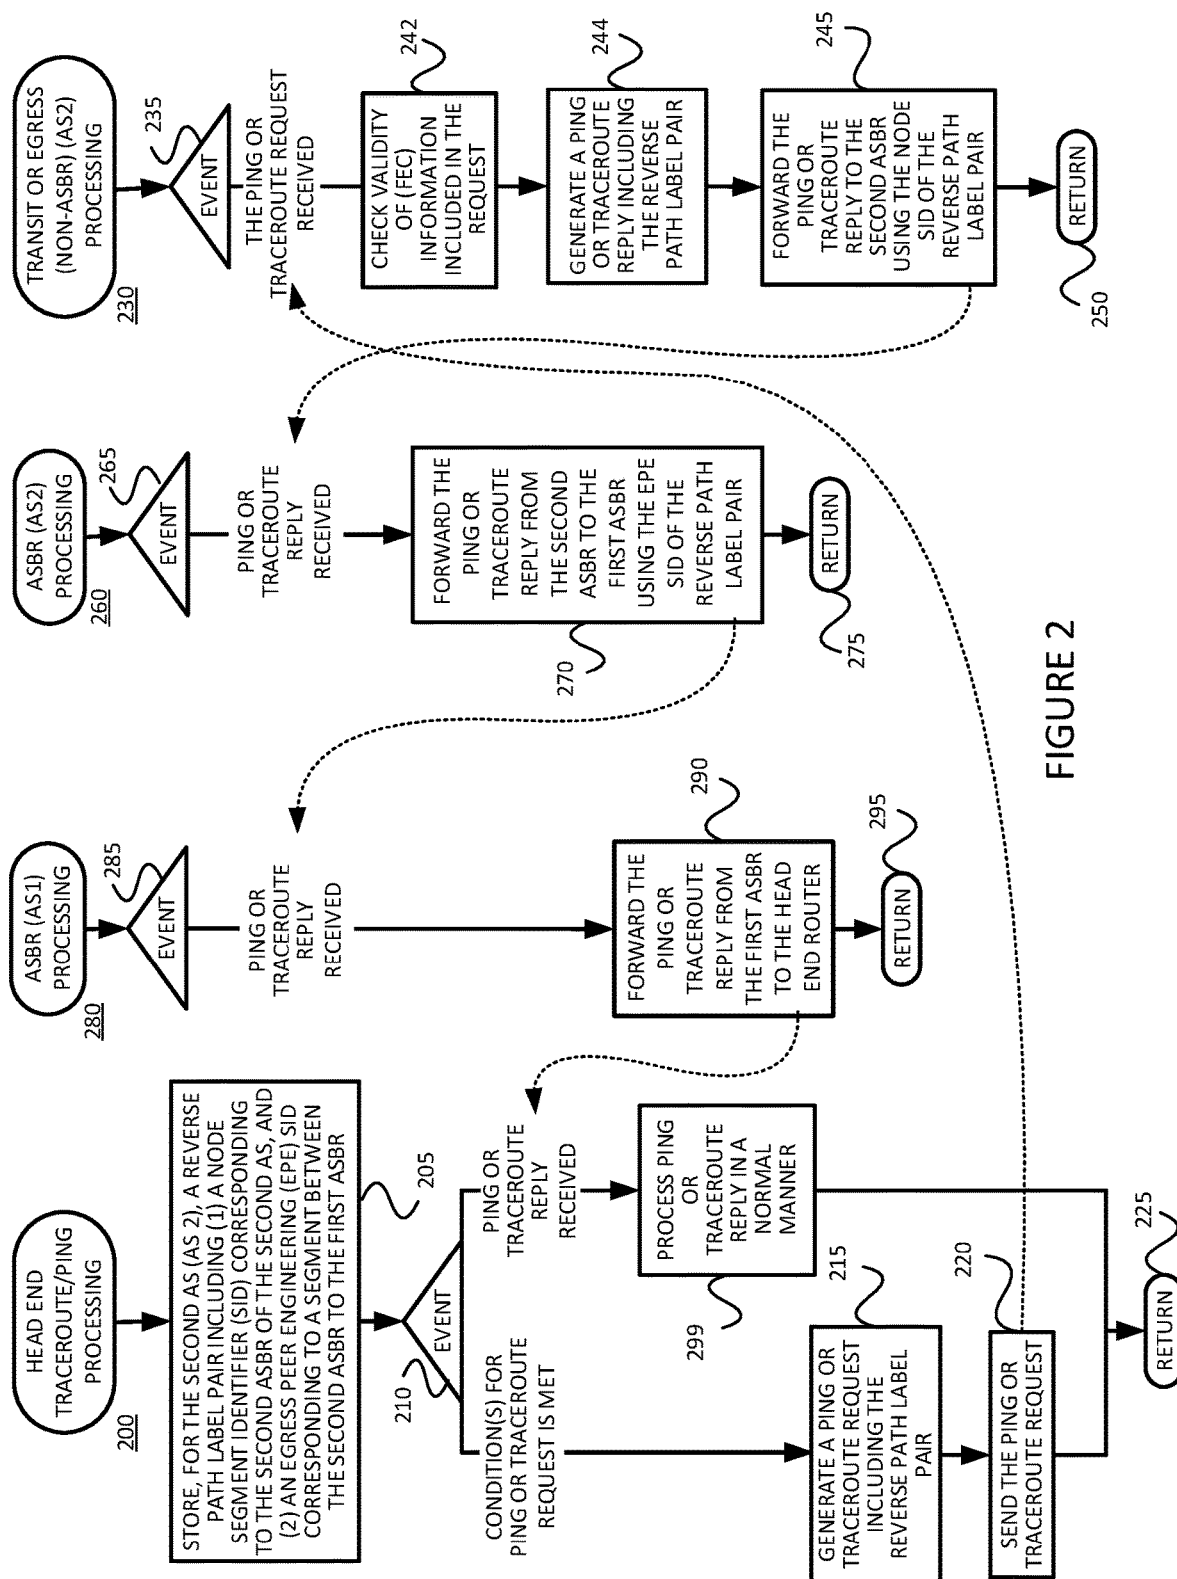 HEAD END
TRACEROUTE/PING
PROCESSING
200
STORE, FOR THE SECOND AS (AS 2), A REVERSE
PATH LABEL PAIR INCLUDING (1) A NODE
SEGMENT IDENTIFIER (SID) CORRESPONDING
TO THE SECOND ASBR OF THE SECOND AS, AND
(2) AN EGRESS PEER ENGINEERING (EPE) SID
CORRESPONDING TO A SEGMENT BETWEEN
THE SECOND ASBR TO THE FIRST ASBR
205
210
EVENT
CONDITION(S) FOR
PING OR TRACEROUTE
REQUEST IS MET
PING OR
TRACEROUTE
REPLY
RECEIVED
299
PROCESS PING
OR
TRACEROUTE
REPLY IN A
NORMAL
MANNER
GENERATE A PING OR
TRACEROUTE REQUEST
INCLUDING THE
REVERSE PATH LABEL
PAIR
215
SEND THE PING OR
TRACEROUTE REQUEST
220
RETURN
225
ASBR (AS1)
PROCESSING
280
EVENT
285
PING OR
TRACEROUTE
REPLY
RECEIVED
FORWARD THE
PING OR
TRACEROUTE
REPLY FROM
THE FIRST ASBR
TO THE HEAD
END ROUTER
290
RETURN
295
ASBR (AS2)
PROCESSING
260
EVENT
265
PING OR
TRACEROUTE
REPLY
RECEIVED
FORWARD THE
PING OR
TRACEROUTE
REPLY FROM
THE SECOND
ASBR TO THE
FIRST ASBR
USING THE EPE
SID OF THE
REVERSE PATH
LABEL PAIR
270
RETURN
275
TRANSIT OR EGRESS
(NON-ASBR) (AS2)
PROCESSING
230
EVENT
235
THE PING OR
TRACEROUTE REQUEST
RECEIVED
CHECK VALIDITY
OF (FEC)
INFORMATION
INCLUDED IN THE
REQUEST
242
GENERATE A PING
OR TRACEROUTE
REPLY INCLUDING
THE REVERSE
PATH LABEL PAIR
244
FORWARD THE
PING OR
TRACEROUTE
REPLY TO THE
SECOND ASBR
USING THE NODE
SID OF THE
REVERSE PATH
LABEL PAIR
245
RETURN
250
FIGURE 2